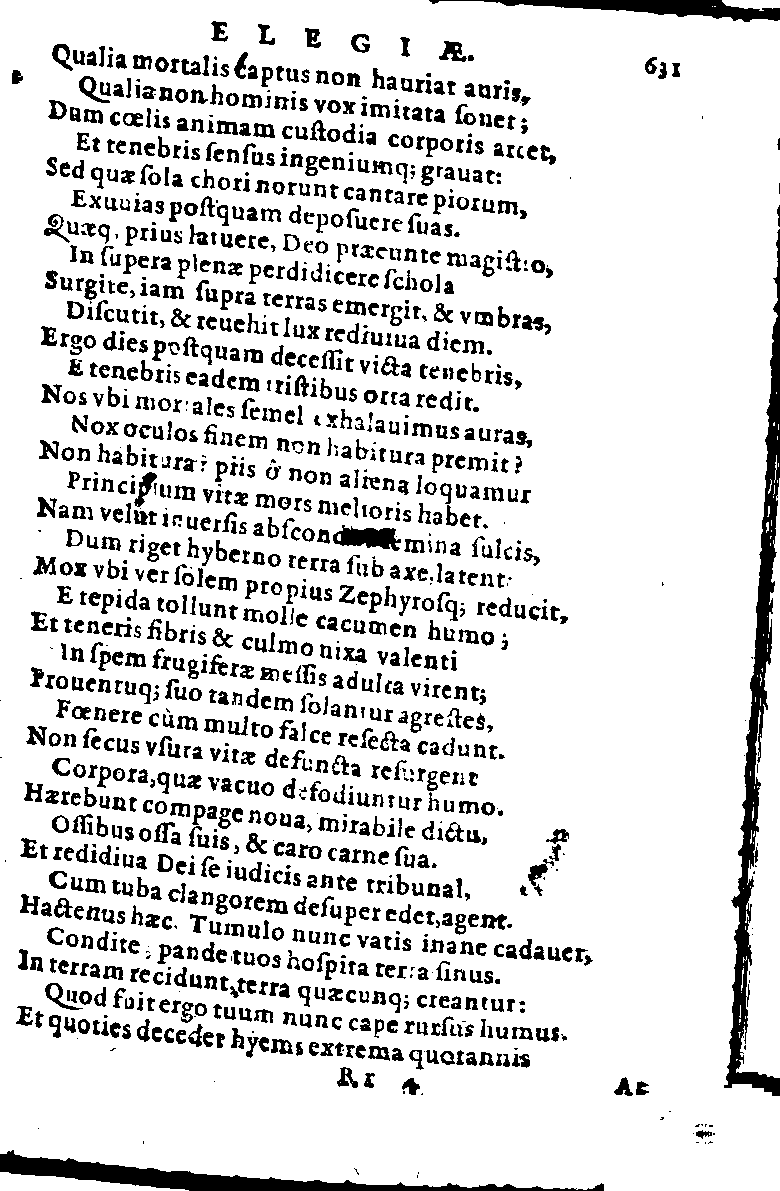 ELEGIÆ. 631
Qualia mortalis captus non hauriat auris,
Qualia non hominis vox imitata ſonet;
Dum cœlis animam cuſtodia corporis arcet,
Et tenebris ſenſus ingeniumq; grauat:
Sed quæ ſola chori norunt cantare piorum,
Exuuias poſtquam depoſuere ſuas.
Quæq, prius latuere, Deo præeunte magiſtro,
In ſupera plenæ perdidicere ſchola
Surgite, iam ſupra terras emergit, & vmbras,
Diſcutit, & reuehit lux rediuiua diem.
Ergo dies poſtquam deceſſit victa tenebris,
E tenebris eadem triſtibus orta redit.
Nos vbi mortales ſemel exhalauimus auras,
Nox oculos finem non habitura premit?
Non habitura? piis ô non aliena loquamur
Principium vitæ mors melioris habet.
Nam velut inuerſis abſcond emina ſulcis,
Dum riget hyberno terra ſub axe, latent:
Mox vbi ver ſolem propius Zephyroſq; reducit,
E tepida tollunt molle cacumen humo;
Et teneris fibris & culmo nixa valenti
In ſpem frugiferæ meſſis adulta virent;
Prouentuq; ſuo tandem ſolantur agreſtes,
Fœnere cùm multo falce reſecta cadunt.
Non ſecus vſura vitæ defuncta reſurgent
Corpora, quæ vacuo defodiuntur humo.
Hærebunt compage noua, mirabile dictu,
Oſſibus oſſa ſuis, & caro carne ſua.
Et redidiua Dei ſe iudicis ante tribunal,
Cum tuba clangorem deſuper edet, agent.
Hactenus hæc. Tumulo nunc vatis inane cadauer,
Condite; pande tuos hoſpita terra ſinus.
In terram recidunt, terra quæcunq; creantur:
Quod fuit ergo tuum nunc cape rurſus humus.
Et quoties decedet hyems extrema quotannis
Rr 4 At